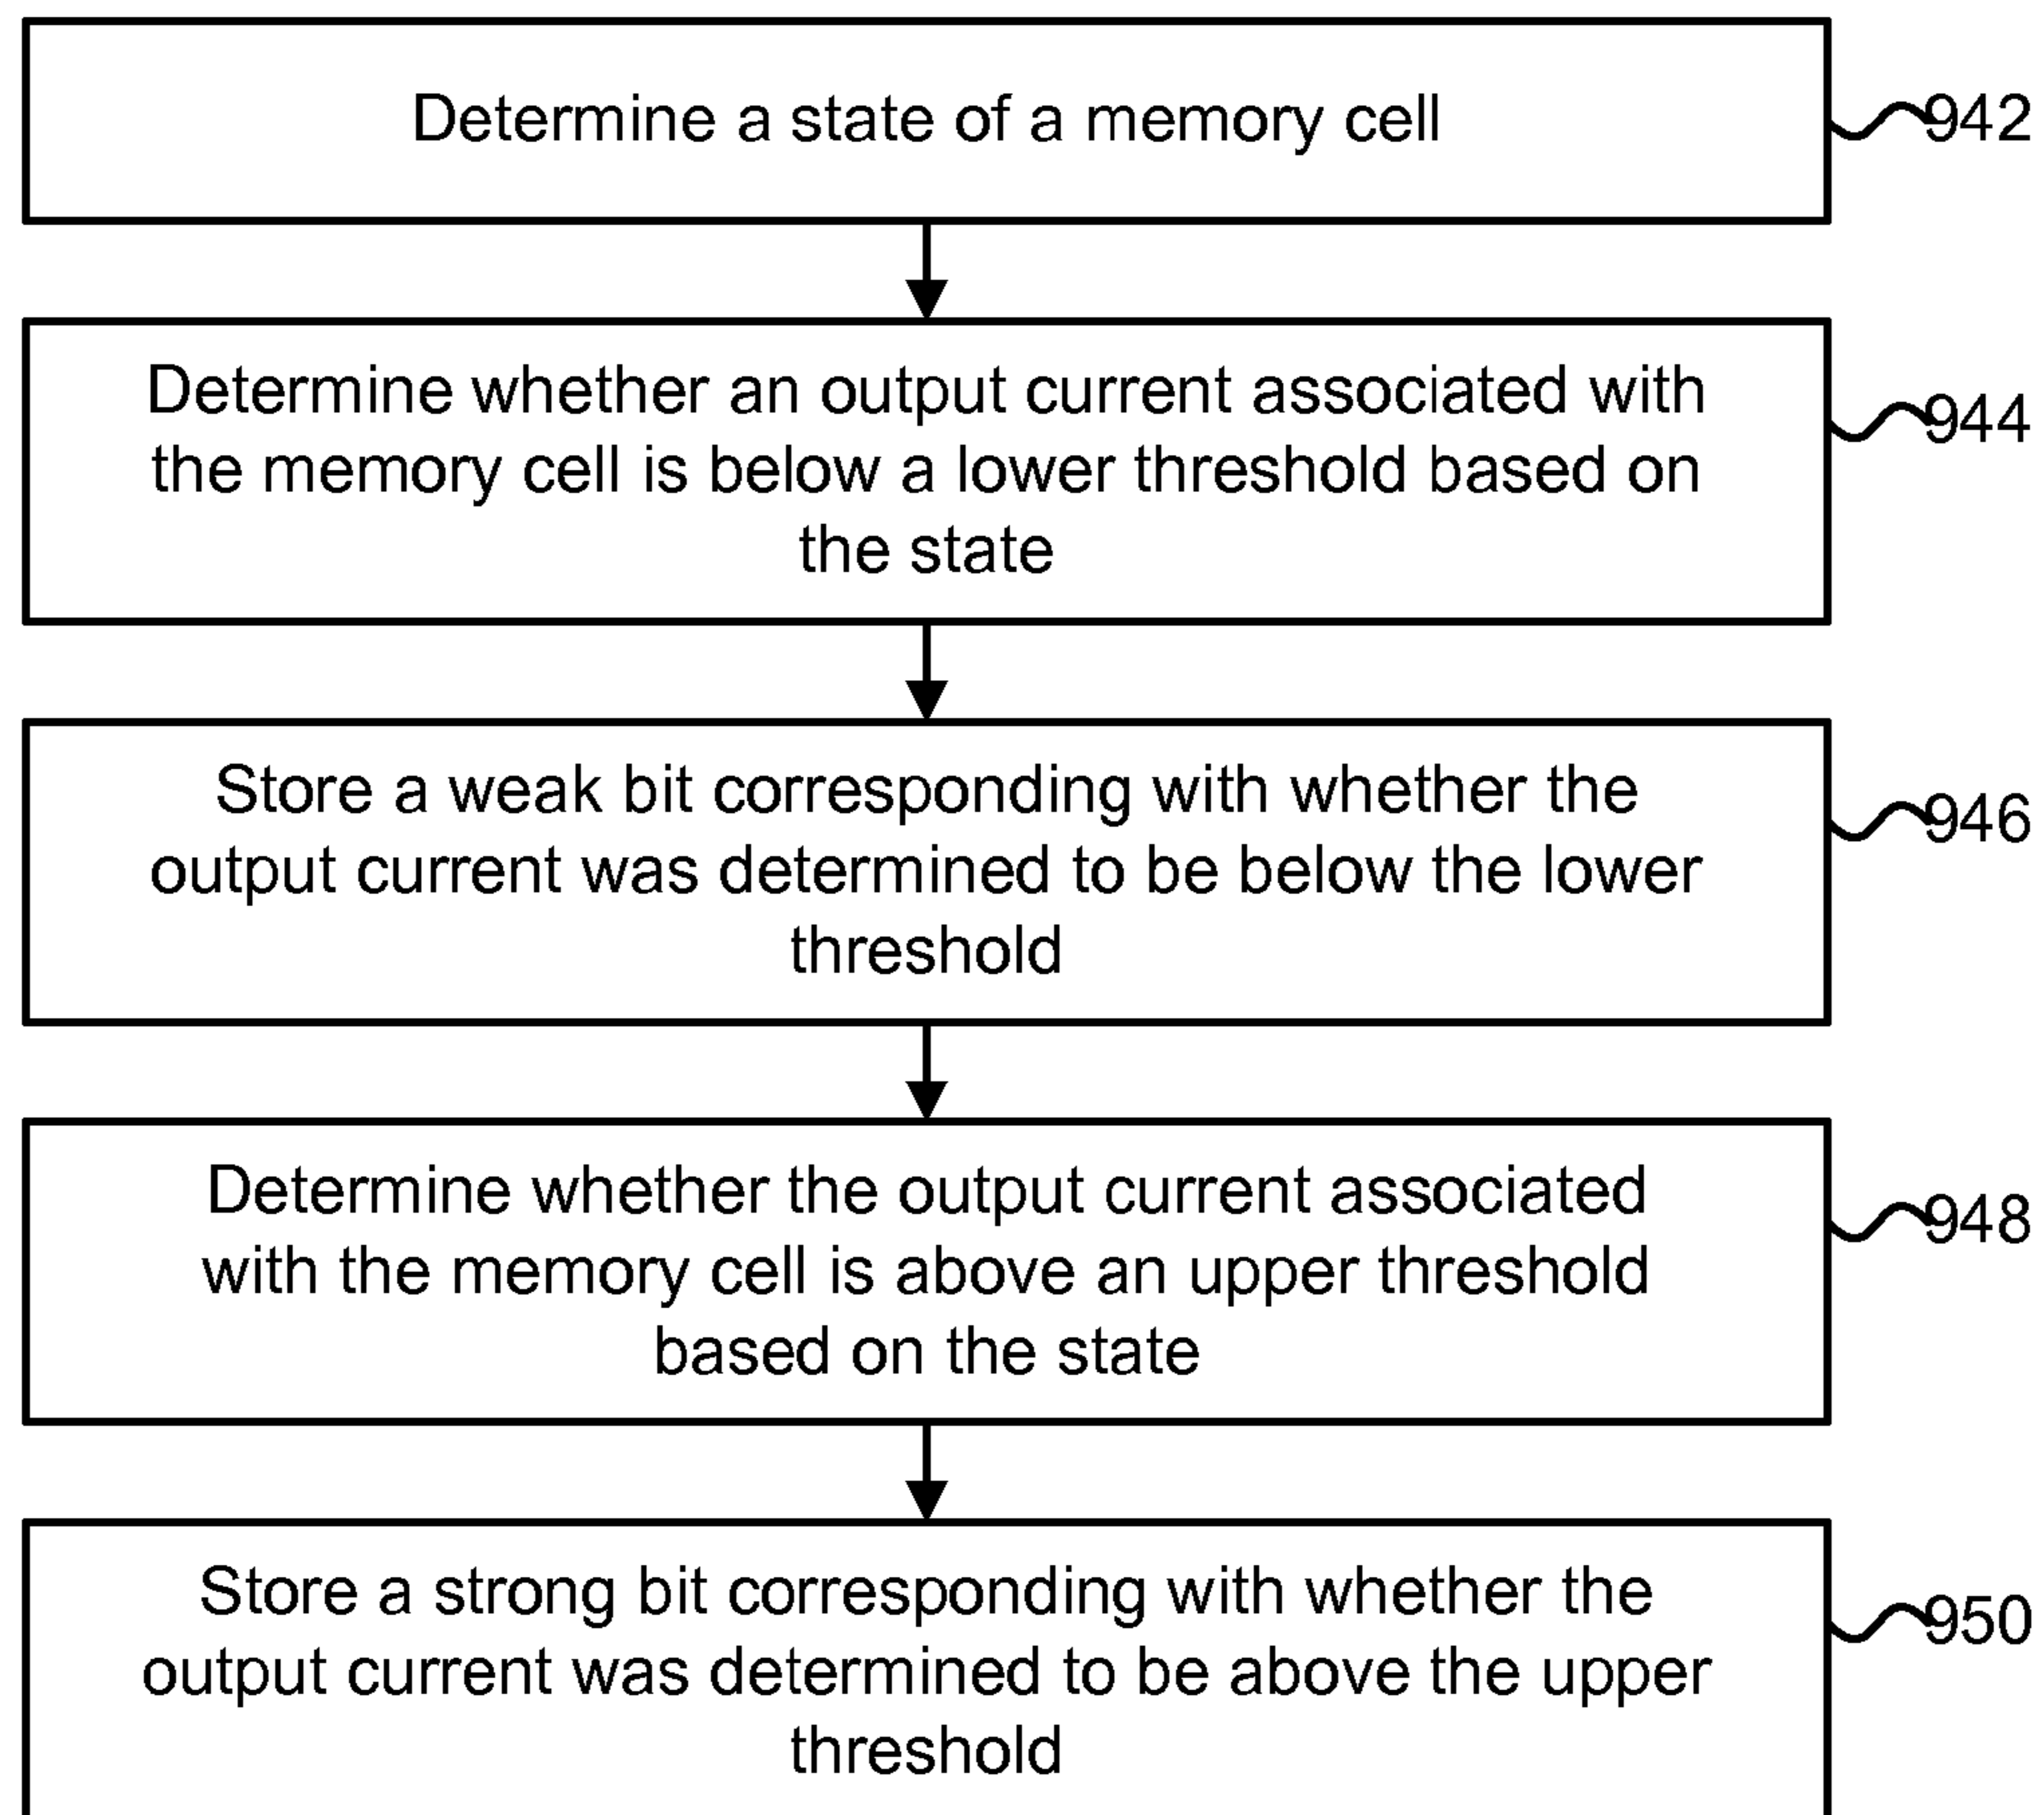 Determine a state of a memory cell
942
Determine whether an output current associated with
the memory cell is below a lower threshold based on
the state
944
Store a weak bit corresponding with whether the
output current was determined to be below the lower
threshold
946
Determine whether the output current associated
with the memory cell is above an upper threshold
based on the state
948
Store a strong bit corresponding with whether the
output current was determined to be above the upper
threshold
950